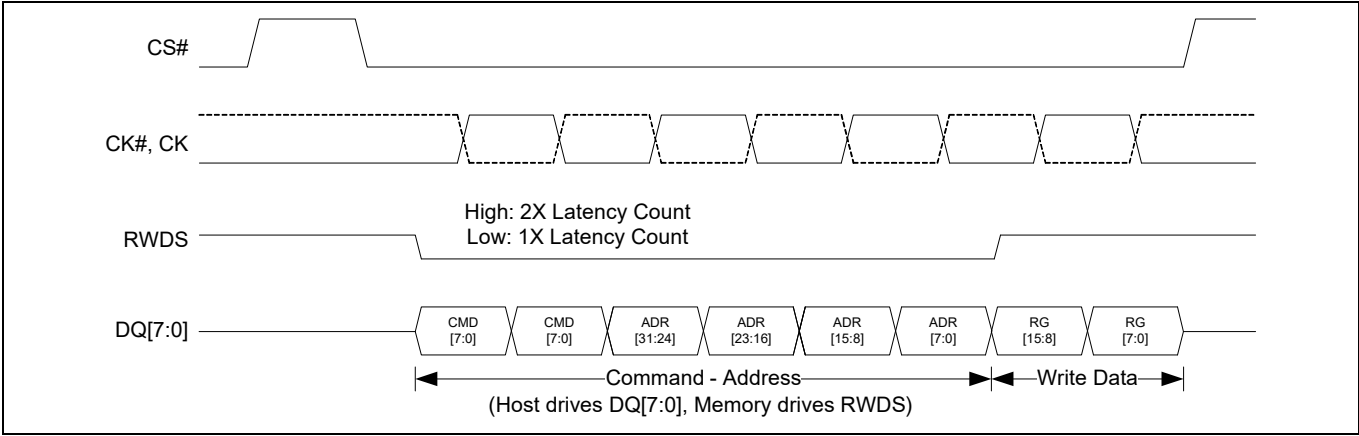 CS#
CK#, CK
High: 2X Latency Count
Low: 1X Latency Count
RWDS
DQ[7:0]
CMD [7:0]
CMD [7:0]
ADR [31:24]
ADR [23:16]
ADR [15:8]
ADR [7:0]
RG [15:8]
RG [7:0]
Command - Address
Write Data
(Host drives DQ[7:0], Memory drives RWDS)